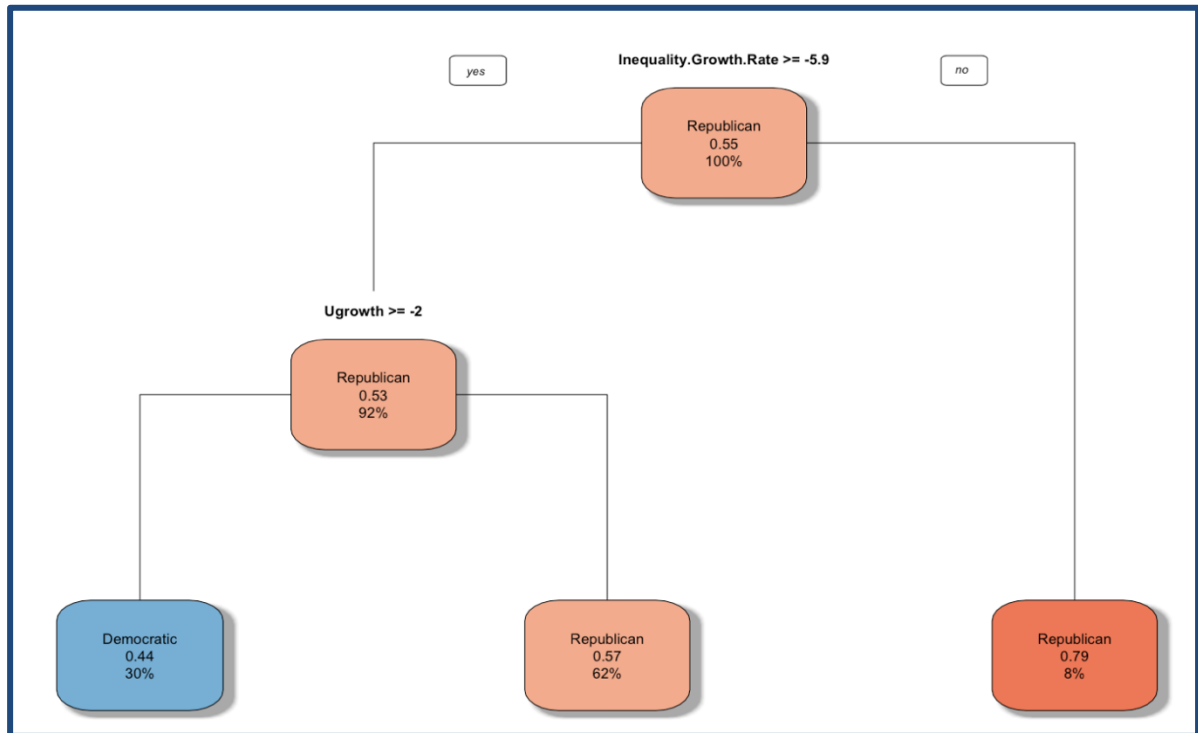 Inequality.Growth.Rate >= -5.9
yes
no
Republican
0.55
100%
Ugrowth >= -2
Republican
0.53
92%
Democratic
0.44
30%
Republican
0.57
62%
Republican
0.79
8%